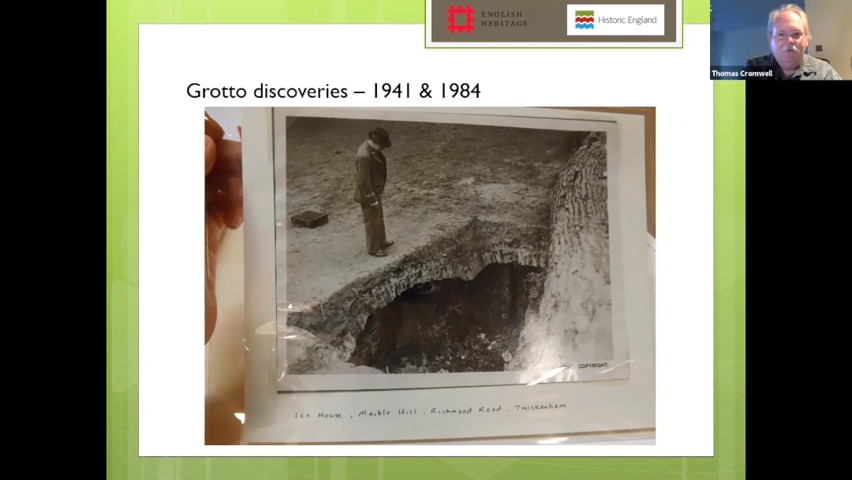 ENGLISH
HERITAGE
Historic England
Thomas Cromwell
Grotto discoveries – 1941 & 1984
COPYRIGHT.
Ice House, Marble Hill, Richmond Road, Twickenham